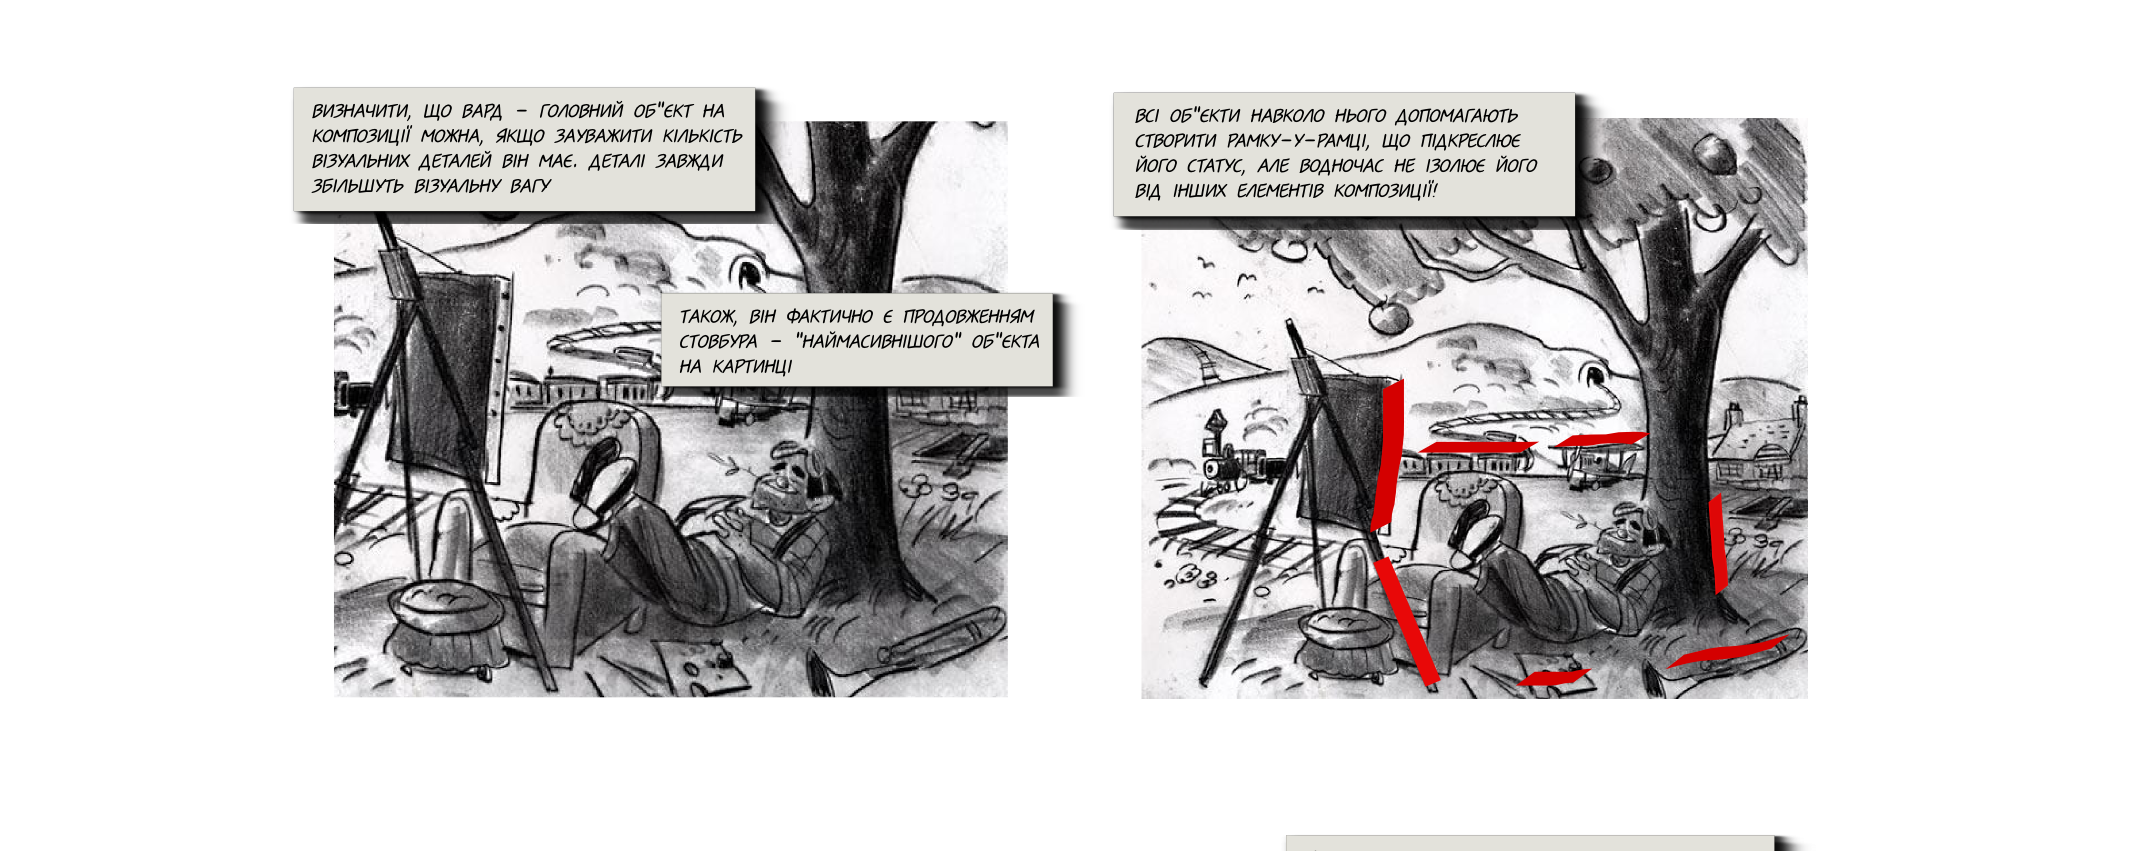 ВИЗНАЧИТИ, ЩО ВАРД - ГОЛОВНИЙ ОБ"ЄКТ НА
КОМПОЗИЦІЇ МОЖНА, ЯКЩО ЗАУВАЖИТИ КІЛЬКІСТЬ
ВІЗУАЛЬНИХ ДЕТАЛЕЙ ВІН МАЄ. ДЕТАЛІ ЗАВЖДИ
ЗБІЛЬШУТЬ ВІЗУАЛЬНУ ВАГУ
ТАКОЖ, ВІН ФАКТИЧНО Є ПРОДОВЖЕННЯМ
СТОВБУРА - "НАЙМАСИВНІШОГО" ОБ"ЄКТА
НА КАРТИНЦІ
ВСІ ОБ"ЄКТИ НАВКОЛО НЬОГО ДОПОМАГАЮТЬ
СТВОРИТИ РАМКУ-У-РАМЦІ, ЩО ПІДКРЕСЛЮЄ
ЙОГО СТАТУС, АЛЕ ВОДНОЧАС НЕ ІЗОЛЮЄ ЙОГО
ВІД ІНШИХ ЕЛЕМЕНТІВ КОМПОЗИЦІЇ!